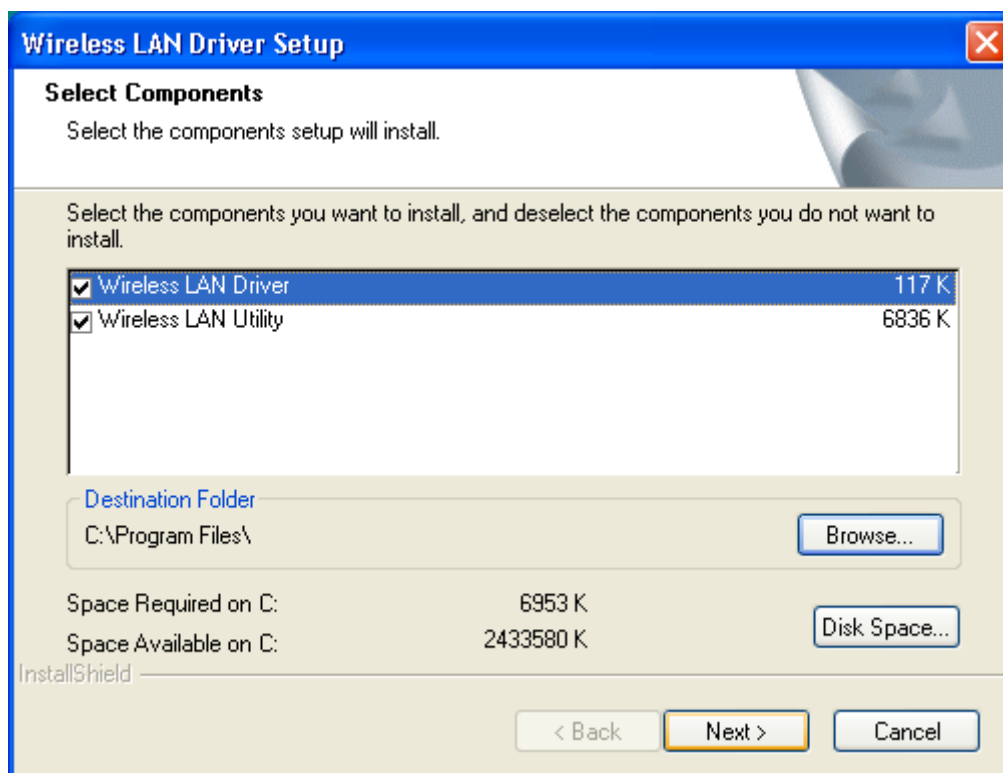 Wireless LAN Driver Setup
Select Components
Select the components setup will install.
Select the components you want to install, and deselect the components you do not want to
install.
Wireless LAN Driver 117 K
Wireless LAN Utility 6836 K
Destination Folder
C:\Program Files\
Browse...
Space Required on C: 6953 K
Space Available on C: 2433580 K
Disk Space...
InstallShield
< Back Next > Cancel